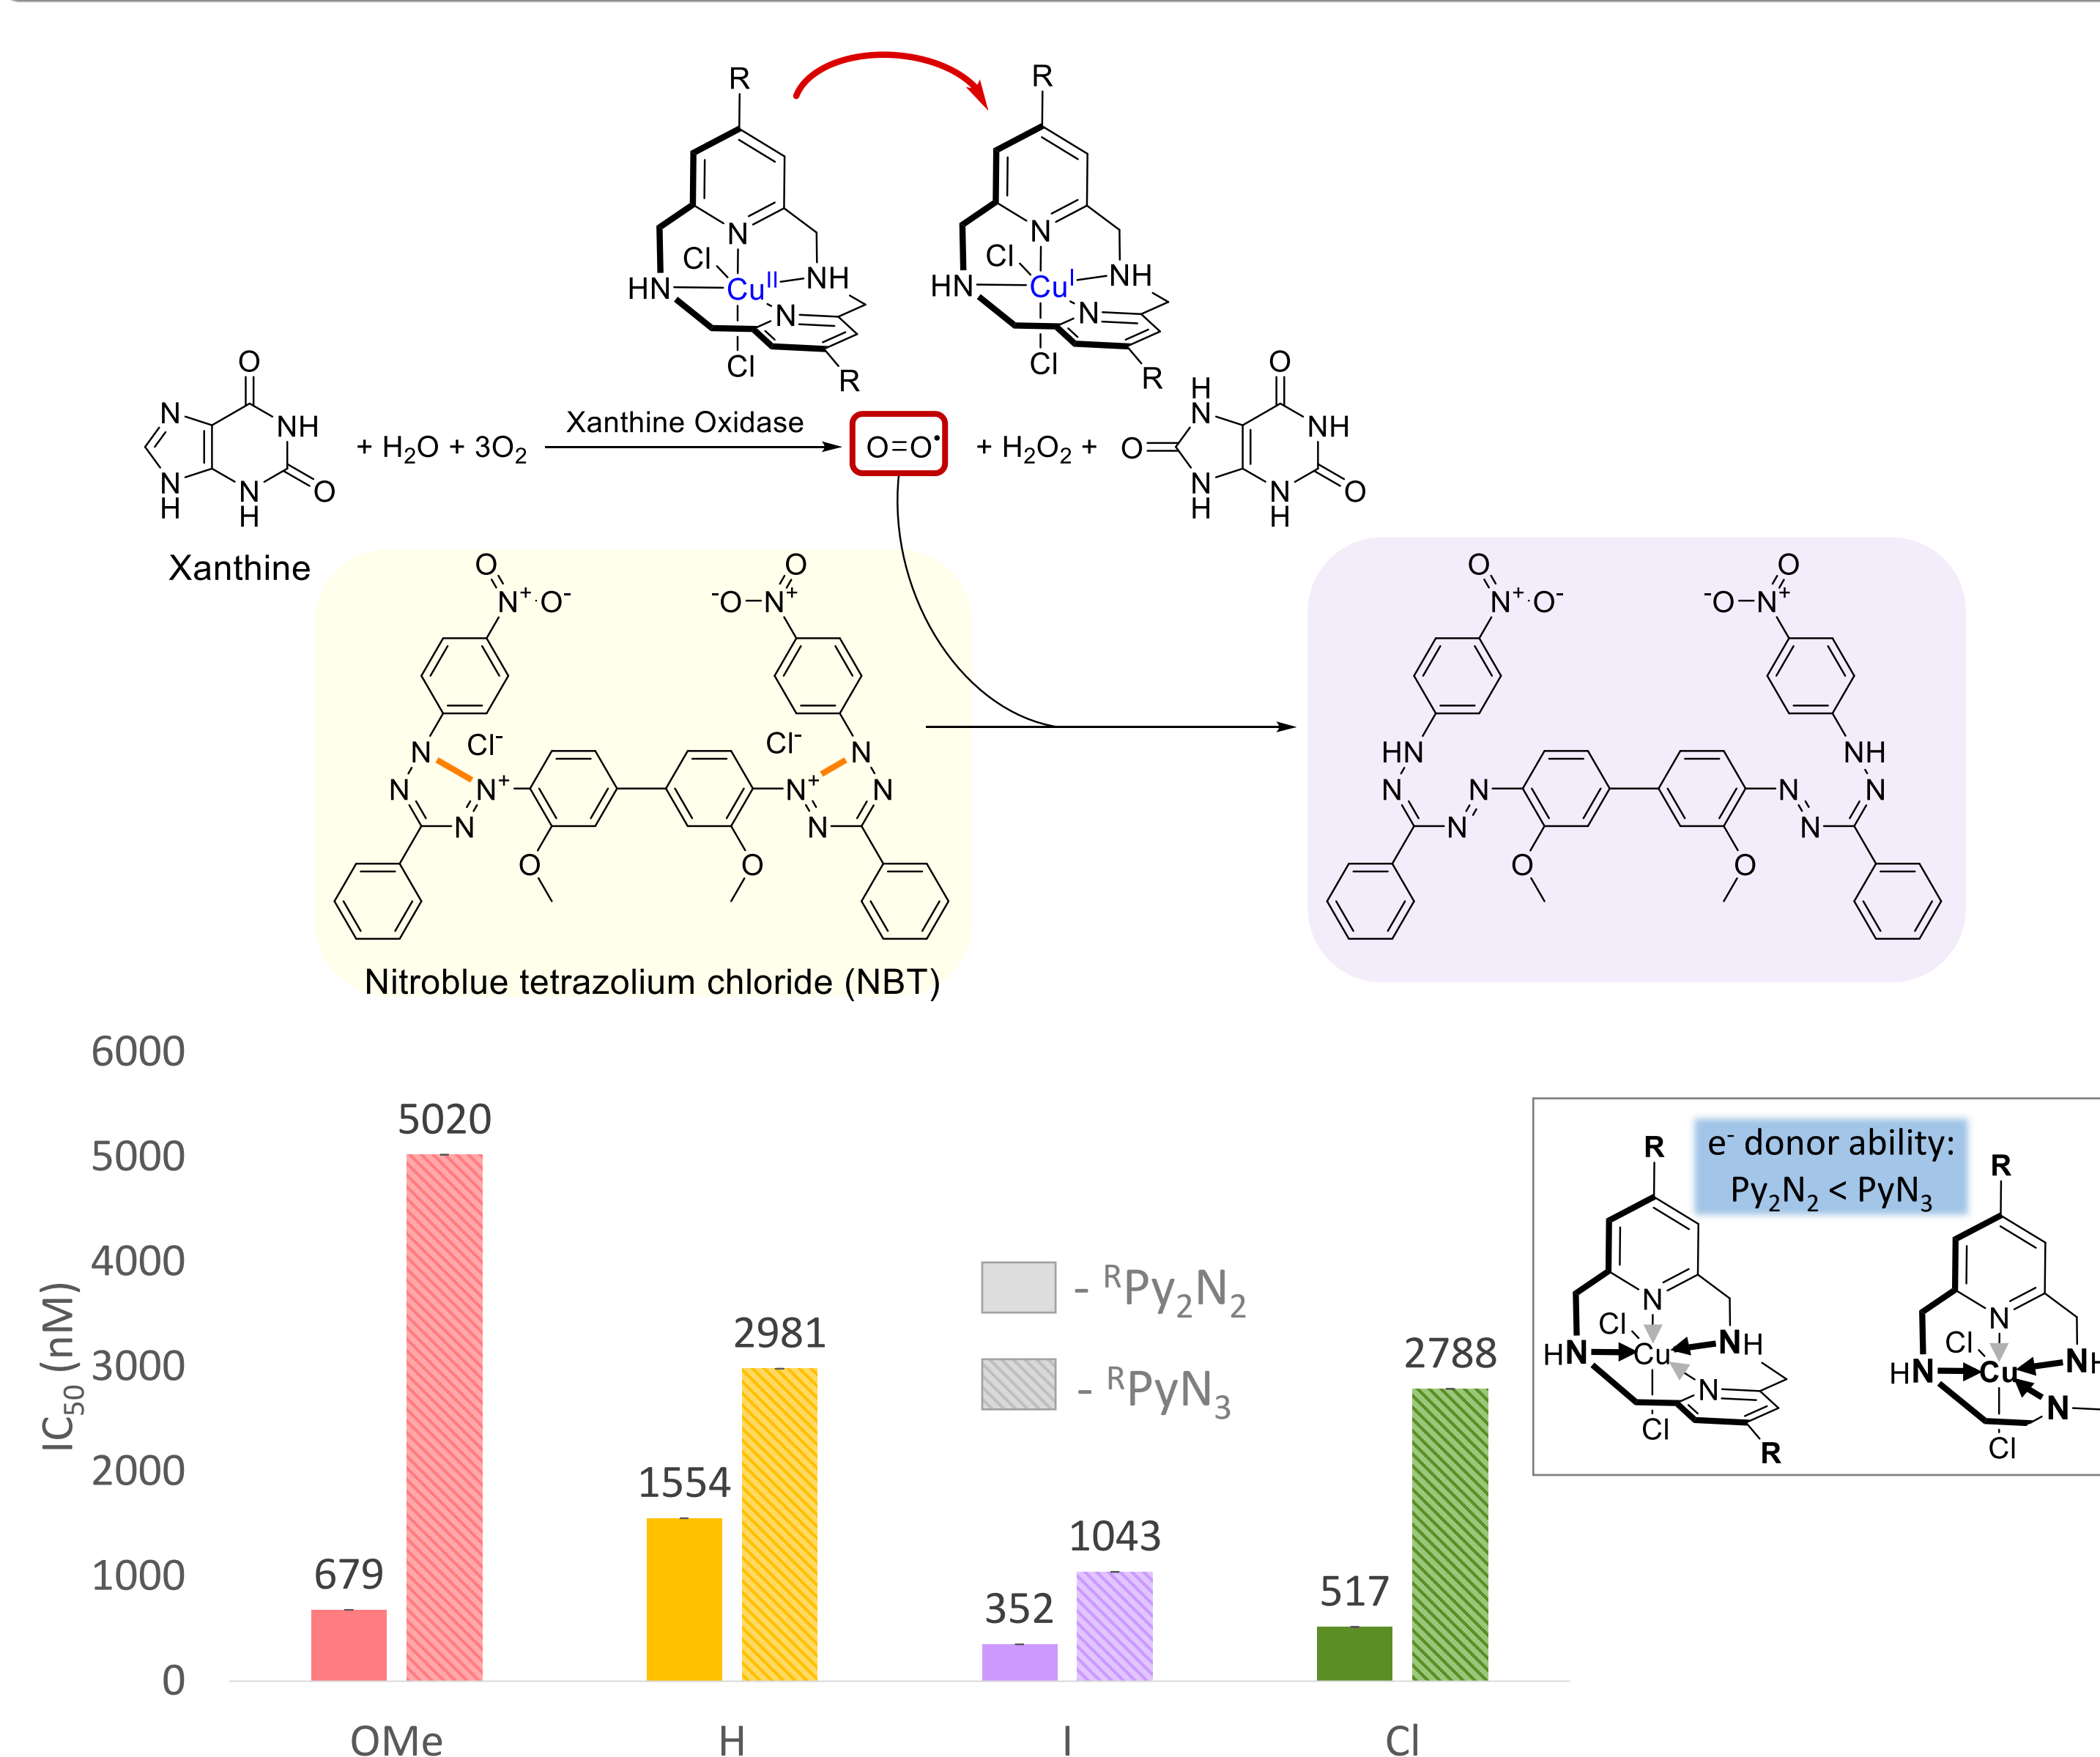 R
R
N
N
Cl
Cl
HN
Cu^II
NH
HN
Cu^I
NH
N
N
Cl
Cl
R
R
O
O
N
NH
+ H₂O + 3O₂
Xanthine Oxidase
O=O•
+ H₂O₂ +
H
N
NH
O
N
H
N
H
O
N
H
N
H
O
Xanthine
O
O
N⁺·O⁻
⁻O–N⁺
O
O
N⁺·O⁻
⁻O–N⁺
Cl⁻
Cl⁻
N
N
HN
NH
N
N⁺
N⁺
N
N
N
N
N
N
N
N
N
O
O
O
O
Nitroblue tetrazolium chloride (NBT)
6000
5000
4000
3000
2000
1000
0
IC₅₀ (nM)
5020
679
2981
1554
1043
352
2788
517
OMe
H
I
Cl
- ᴿPy₂N₂
- ᴿPyN₃
e⁻ donor ability:
Py₂N₂ < PyN₃
R
R
N
N
Cl
Cl
HN
Cu
NH
HN
Cu
NH
N
N
Cl
Cl
R